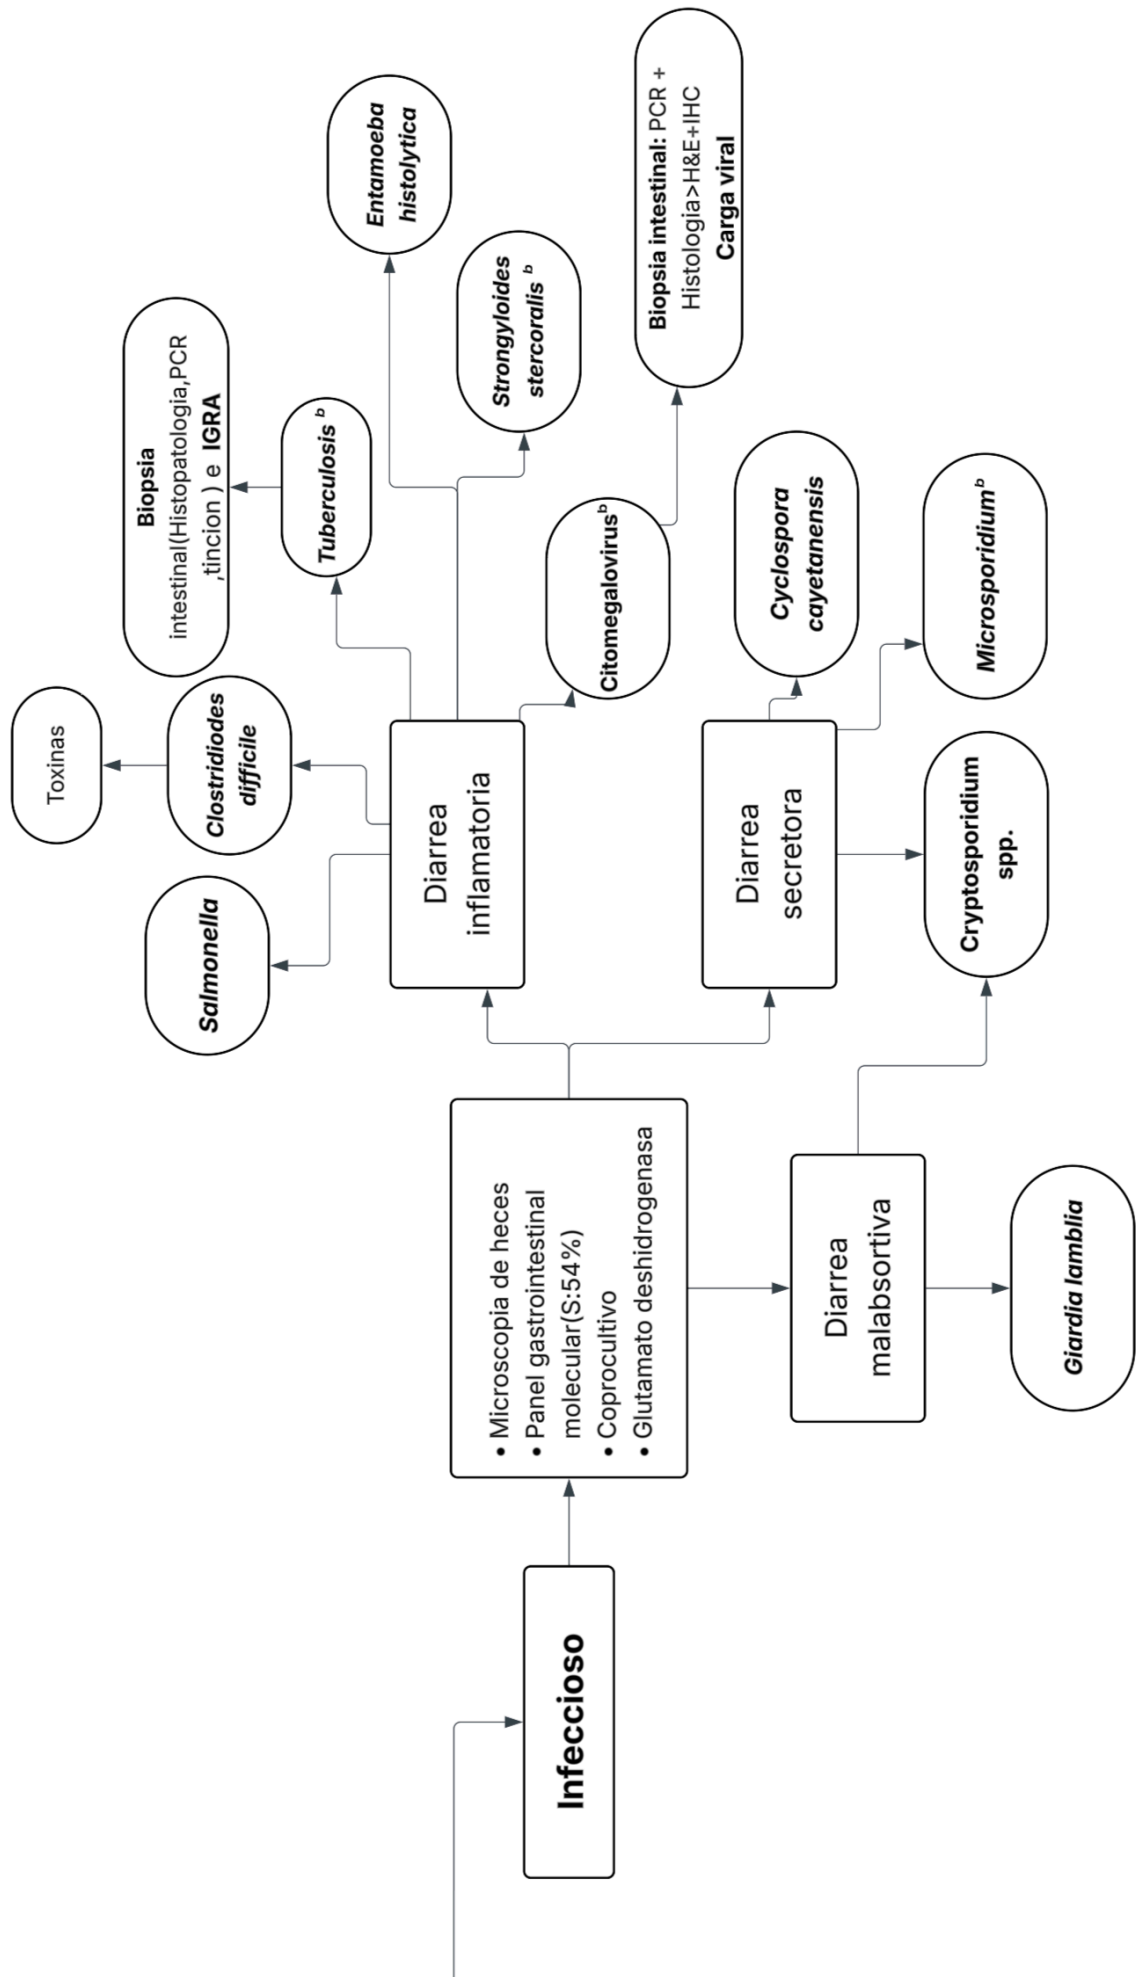 Infeccioso
• Microscopia de heces
• Panel gastrointestinal
molecular(S:54%)
• Coprocultivo
• Glutamato deshidrogenasa
Diarrea
inflamatoria
Salmonella
Clostridiodes
difficile
Toxinas
Tuberculosis b
Biopsia
intestinal(Histopatologia,PCR
,tincion ) e IGRA
Entamoeba
histolytica
Strongyloides
stercoralis b
Citomegalovirusb
Biopsia intestinal: PCR +
Histologia>H&E+IHC
Carga viral
Diarrea
secretora
Cyclospora
cayetanensis
Microsporidiumb
Cryptosporidium
spp.
Diarrea
malabsortiva
Giardia lamblia